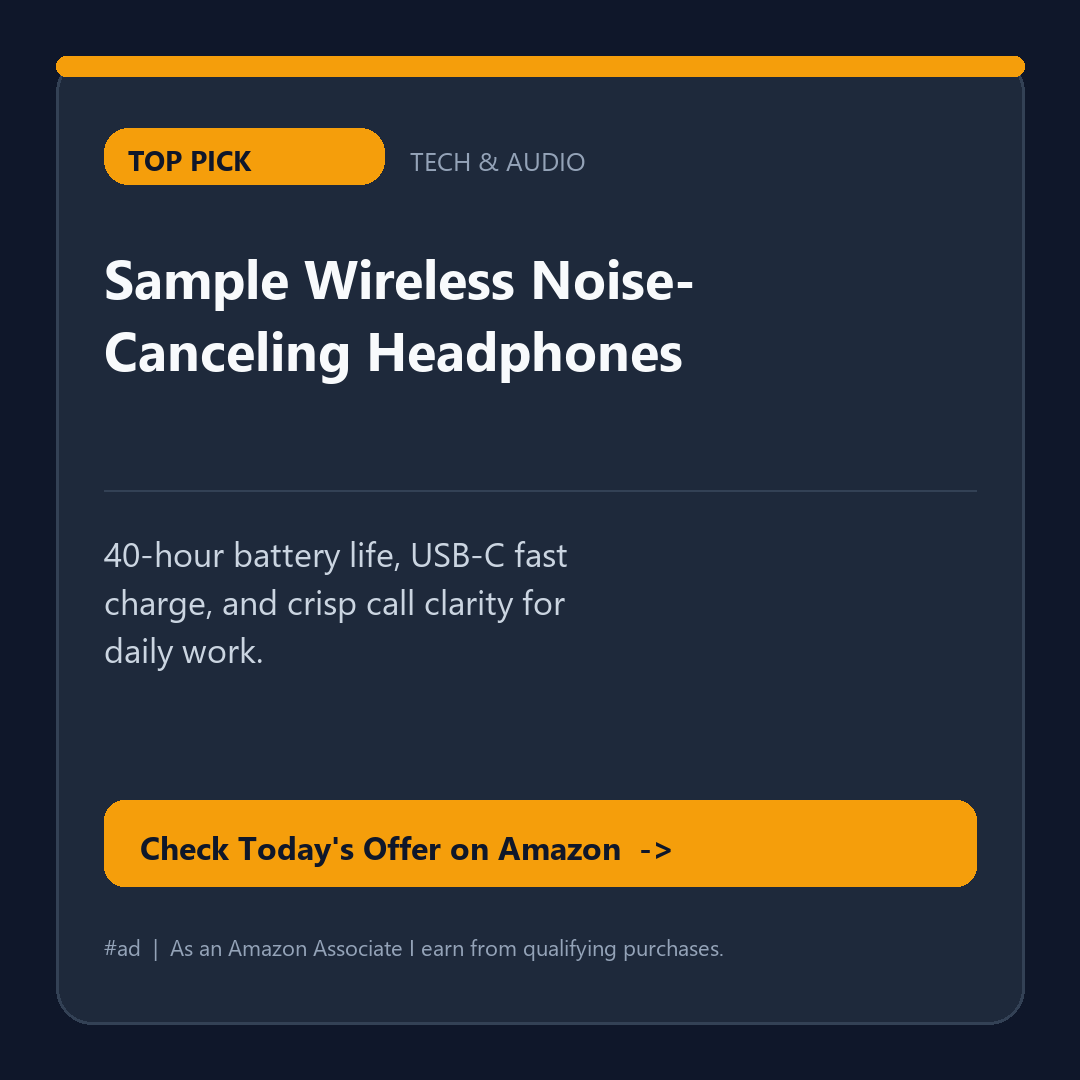 TOP PICK
TECH & AUDIO
Sample Wireless Noise-
Canceling Headphones
40-hour battery life, USB-C fast
charge, and crisp call clarity for
daily work.
Check Today's Offer on Amazon  ->
#ad  |  As an Amazon Associate I earn from qualifying purchases.